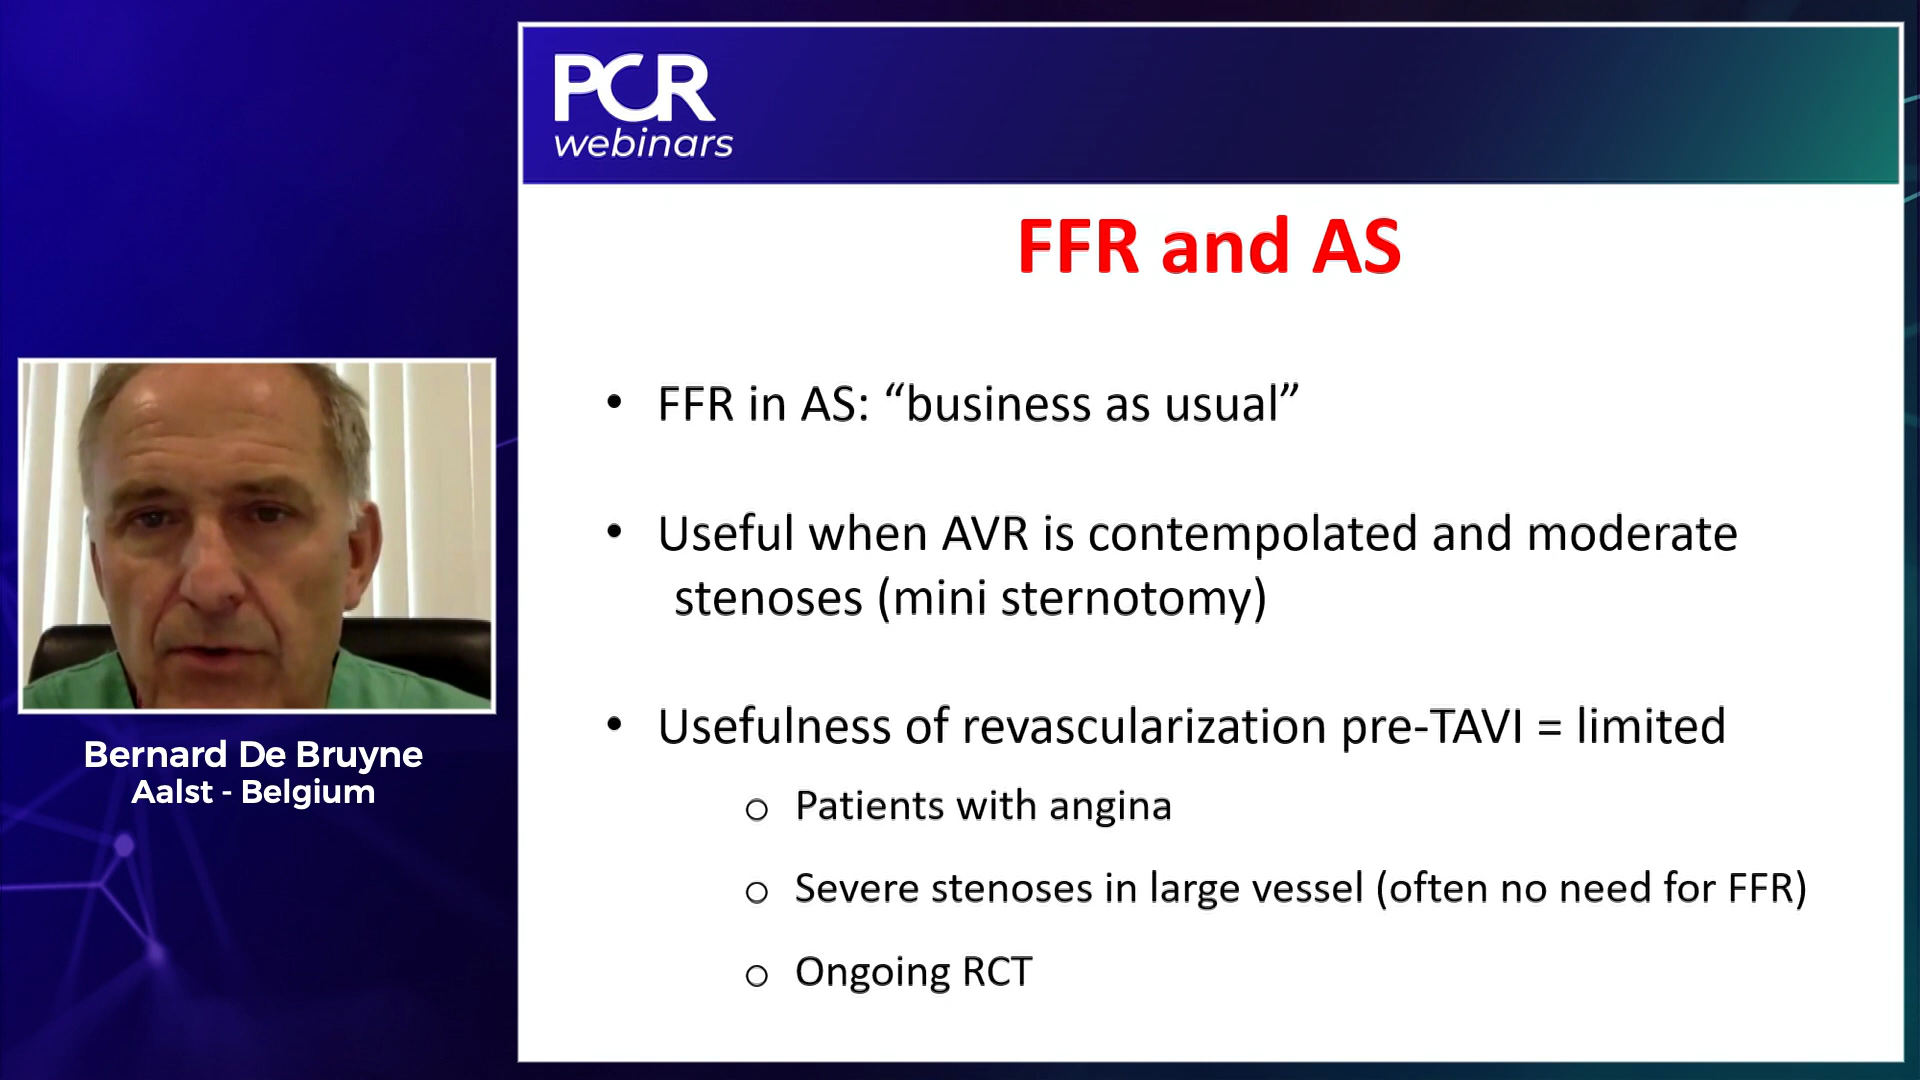 PCR
webinars
FFR and AS
• FFR in AS: “business as usual”
• Useful when AVR is contempolated and moderate
stenoses (mini sternotomy)
• Usefulness of revascularization pre-TAVI = limited
o Patients with angina
o Severe stenoses in large vessel (often no need for FFR)
o Ongoing RCT
Bernard De Bruyne
Aalst - Belgium